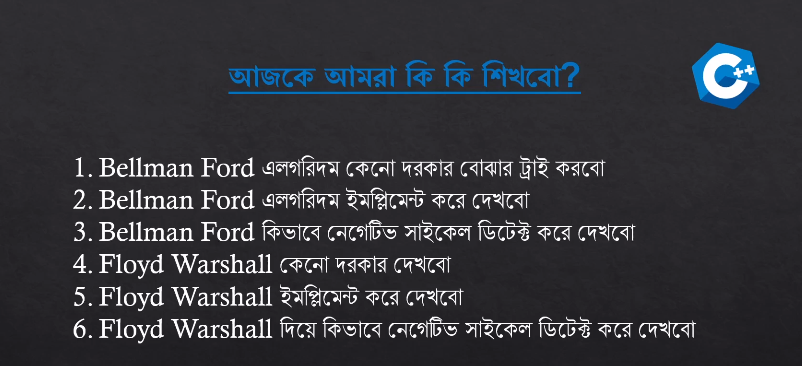 আজকে আমরা কি কি শিখবো?
C++
1. Bellman Ford এলগরিদম কেনো দরকার বোঝার ট্রাই করবো
2. Bellman Ford এলগরিদম ইমপ্লিমেন্ট করে দেখবো
3. Bellman Ford কিভাবে নেগেটিভ সাইকেল ডিটেক্ট করে দেখবো
4. Floyd Warshall কেনো দরকার দেখবো
5. Floyd Warshall ইমপ্লিমেন্ট করে দেখবো
6. Floyd Warshall দিয়ে কিভাবে নেগেটিভ সাইকেল ডিটেক্ট করে দেখবো